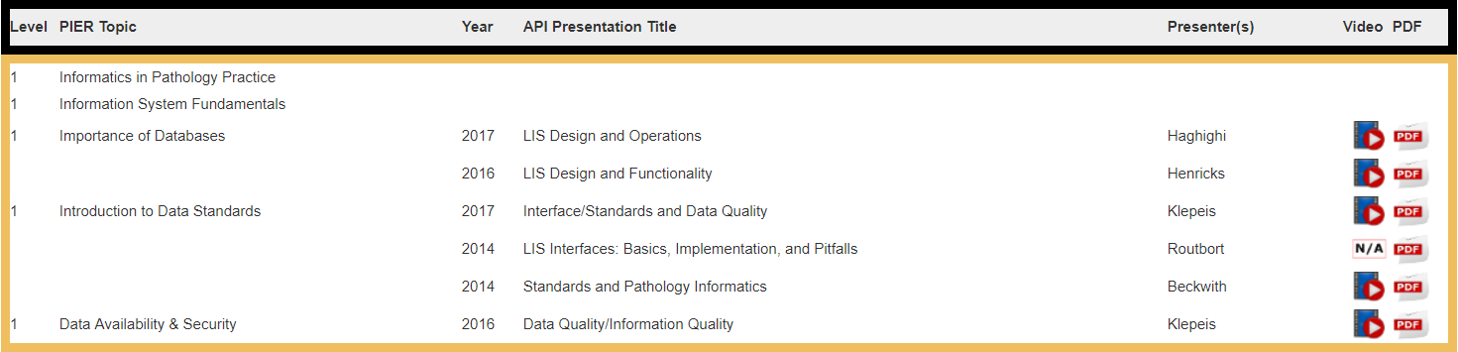 Level PIER Topic Year API Presentation Title Presenter(s) Video PDF
1 Informatics in Pathology Practice
1 Information System Fundamentals
1 Importance of Databases 2017 LIS Design and Operations Haghighi PDF
2016 LIS Design and Functionality Henricks PDF
1 Introduction to Data Standards 2017 Interface/Standards and Data Quality Klepeis PDF
2014 LIS Interfaces: Basics, Implementation, and Pitfalls Routbort N/A PDF
2014 Standards and Pathology Informatics Beckwith PDF
1 Data Availability & Security 2016 Data Quality/Information Quality Klepeis PDF